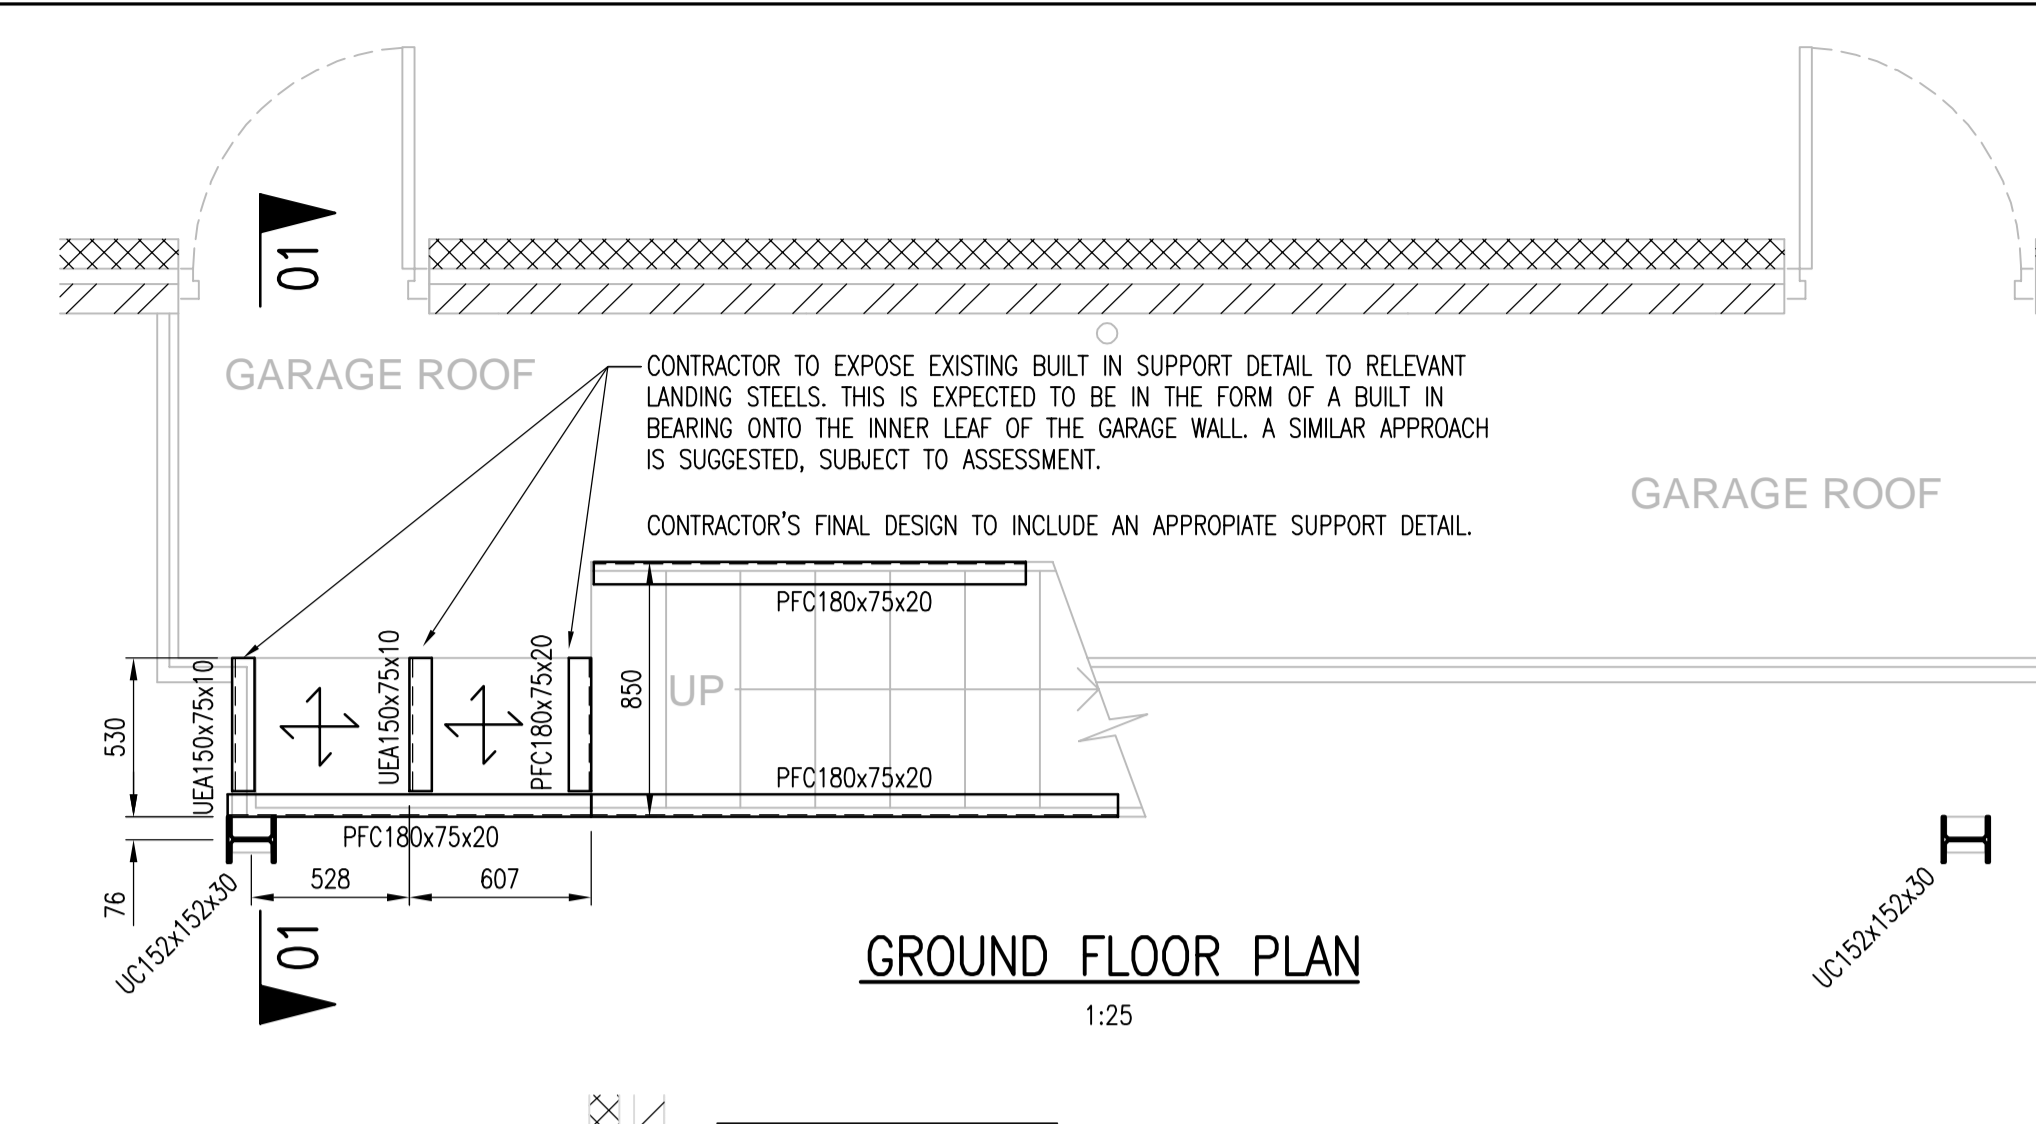 01
GARAGE ROOF
CONTRACTOR TO EXPOSE EXISTING BUILT IN SUPPORT DETAIL TO RELEVANT
LANDING STEELS. THIS IS EXPECTED TO BE IN THE FORM OF A BUILT IN
BEARING ONTO THE INNER LEAF OF THE GARAGE WALL. A SIMILAR APPROACH
IS SUGGESTED, SUBJECT TO ASSESSMENT.
CONTRACTOR'S FINAL DESIGN TO INCLUDE AN APPROPIATE SUPPORT DETAIL.
GARAGE ROOF
PFC180x75x20
UEA150x75x10
UEA150x75x10
PFC180x75x20
850
UP
530
PFC180x75x20
PFC180x75x20
76
528
607
UC152x152x30
UC152x152x30
01
GROUND FLOOR PLAN
1:25